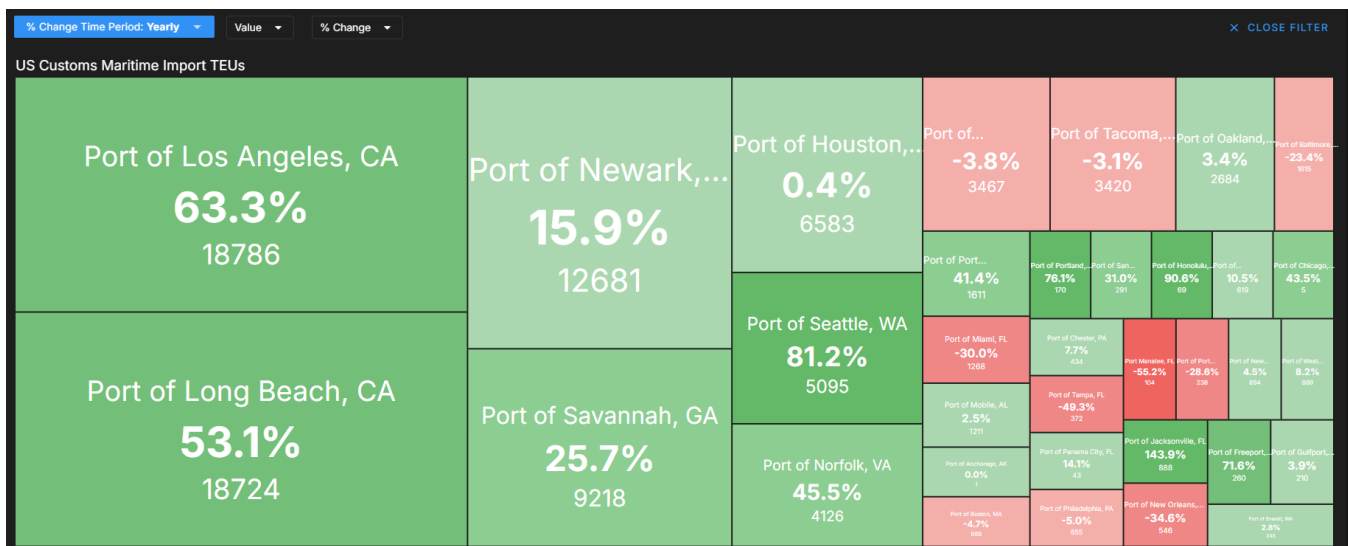 % Change Time Period: Yearly
Value
% Change
CLOSE FILTER
US Customs Maritime Import TEUs
Port of Los Angeles, CA
63.3%
18786
Port of Long Beach, CA
53.1%
18724
Port of Newark,...
15.9%
12681
Port of Savannah, GA
25.7%
9218
Port of Houston,...
0.4%
6583
Port of Seattle, WA
81.2%
5095
Port of Norfolk, VA
45.5%
4126
Port of...
-3.8%
3467
Port of Tacoma,...
-3.1%
3420
Port of Oakland,...
3.4%
2684
Port of Baltimore,...
-23.4%
1615
Port of Port...
41.4%
1611
Port of Portland,...
76.1%
170
Port of San...
31.0%
291
Port of Honolulu,...
90.6%
69
Port of...
10.5%
619
Port of Chicago,...
43.5%
5
Port of Miami, FL
-30.0%
1268
Port of Mobile, AL
2.5%
1211
Port of Anchorage, AK
0.0%
1
Port of Boston, MA
-4.7%
Port of Chester, PA
7.7%
434
Port of Tampa, FL
-49.3%
372
Port of Panama City, FL
14.1%
43
Port of Philadelphia, PA
-5.0%
855
Port Manatee, FL
-55.2%
104
Port of Port...
-28.6%
238
Port of New...
4.5%
Port of West...
8.2%
Port of Jacksonville, FL
143.9%
888
Port of Freeport,...
71.6%
260
Port of Gulfport,...
3.9%
210
Port of New Orleans,...
-34.6%
546
Port of Everett, WA
2.8%